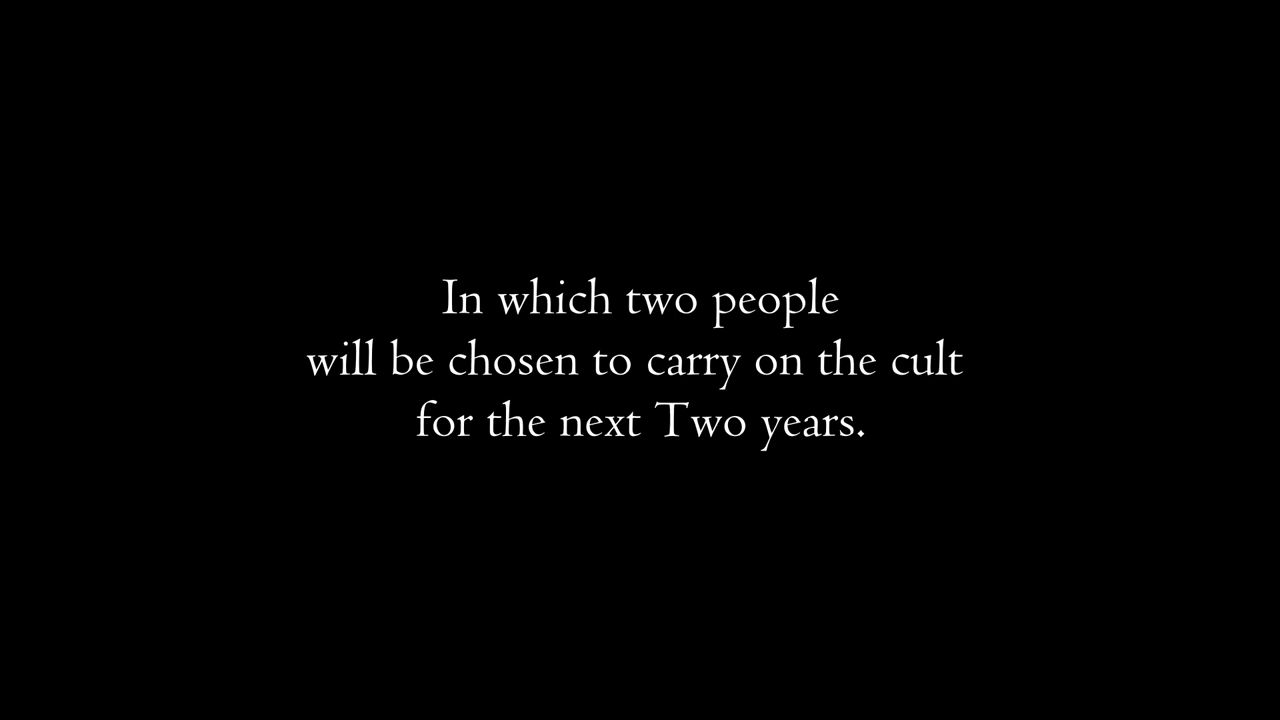 In which two people
will be chosen to carry on the cult
for the next Two years.